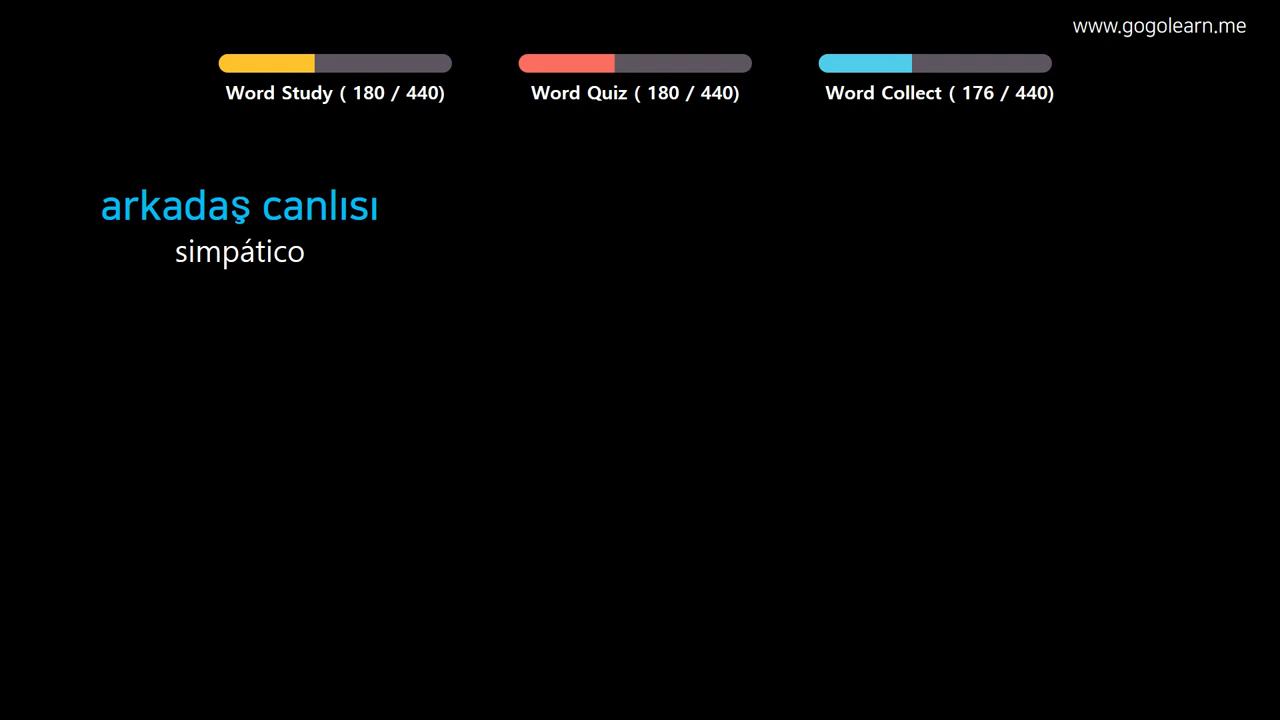 www.gogolearn.me
Word Study ( 180 / 440)
Word Quiz ( 180 / 440)
Word Collect ( 176 / 440)
arkadaş canlısı
simpático